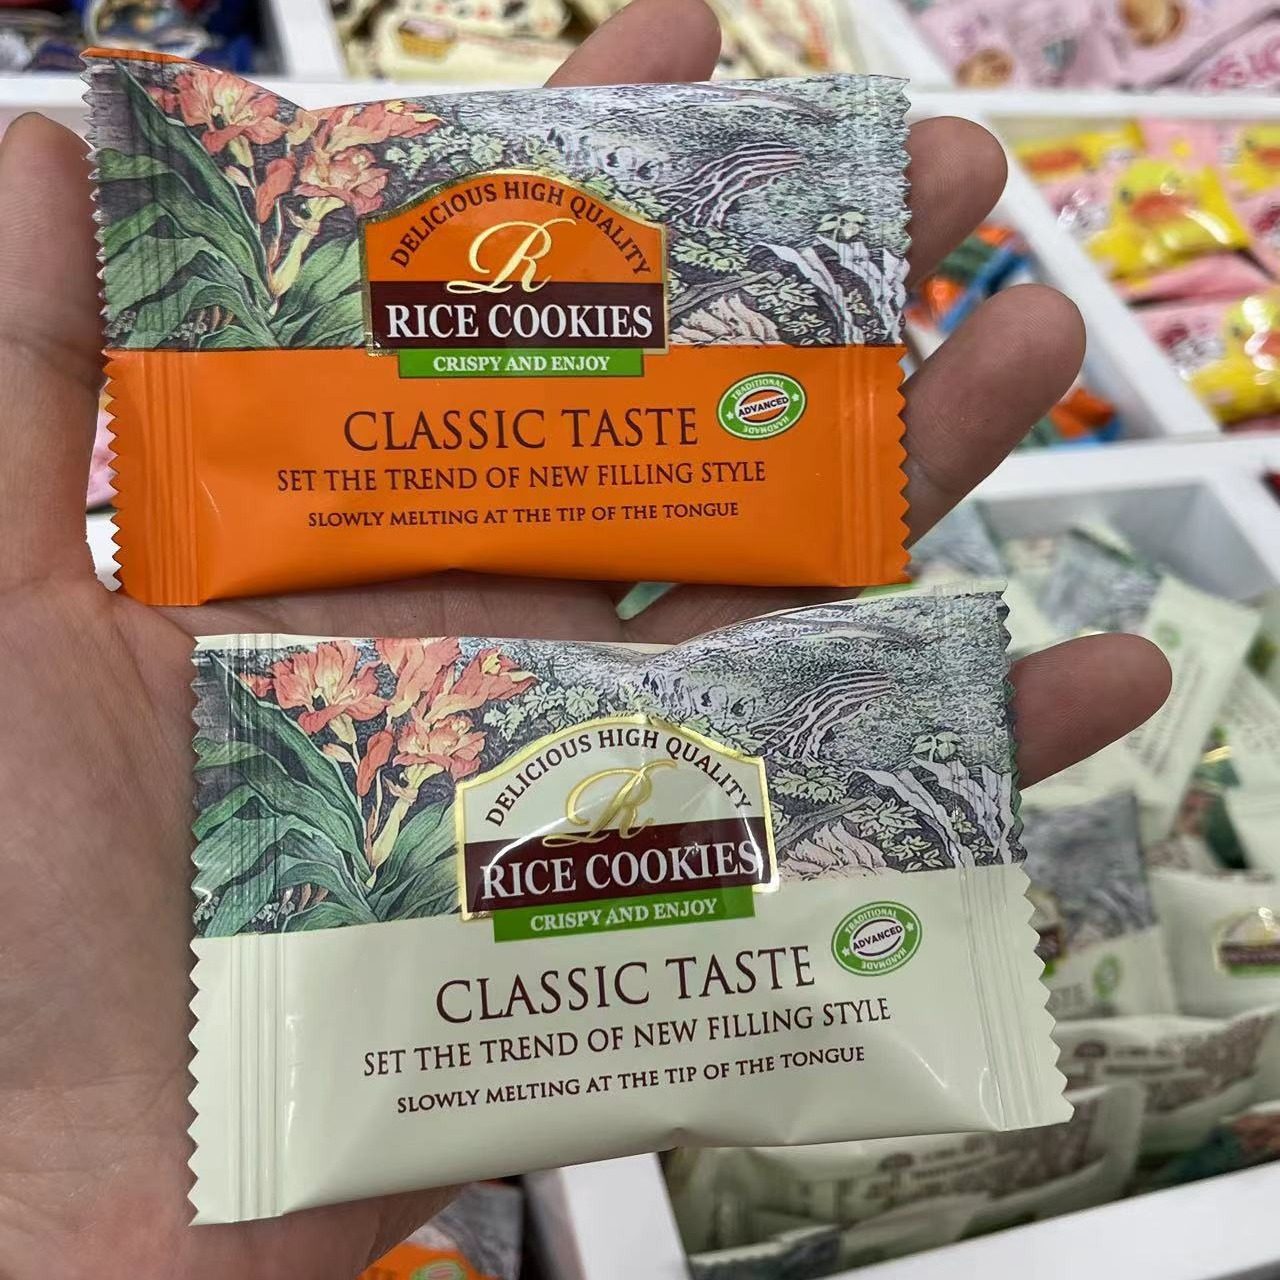 DELICIOUS HIGH QUALITY
R
RICE COOKIES
CRISPY AND ENJOY
CLASSIC TASTE
TRADITIONAL
ADVANCED
HANDMADE
SET THE TREND OF NEW FILLING STYLE
SLOWLY MELTING AT THE TIP OF THE TONGUE
DELICIOUS HIGH QUALITY
R
RICE COOKIES
CRISPY AND ENJOY
CLASSIC TASTE
TRADITIONAL
ADVANCED
HANDMADE
SET THE TREND OF NEW FILLING STYLE
SLOWLY MELTING AT THE TIP OF THE TONGUE